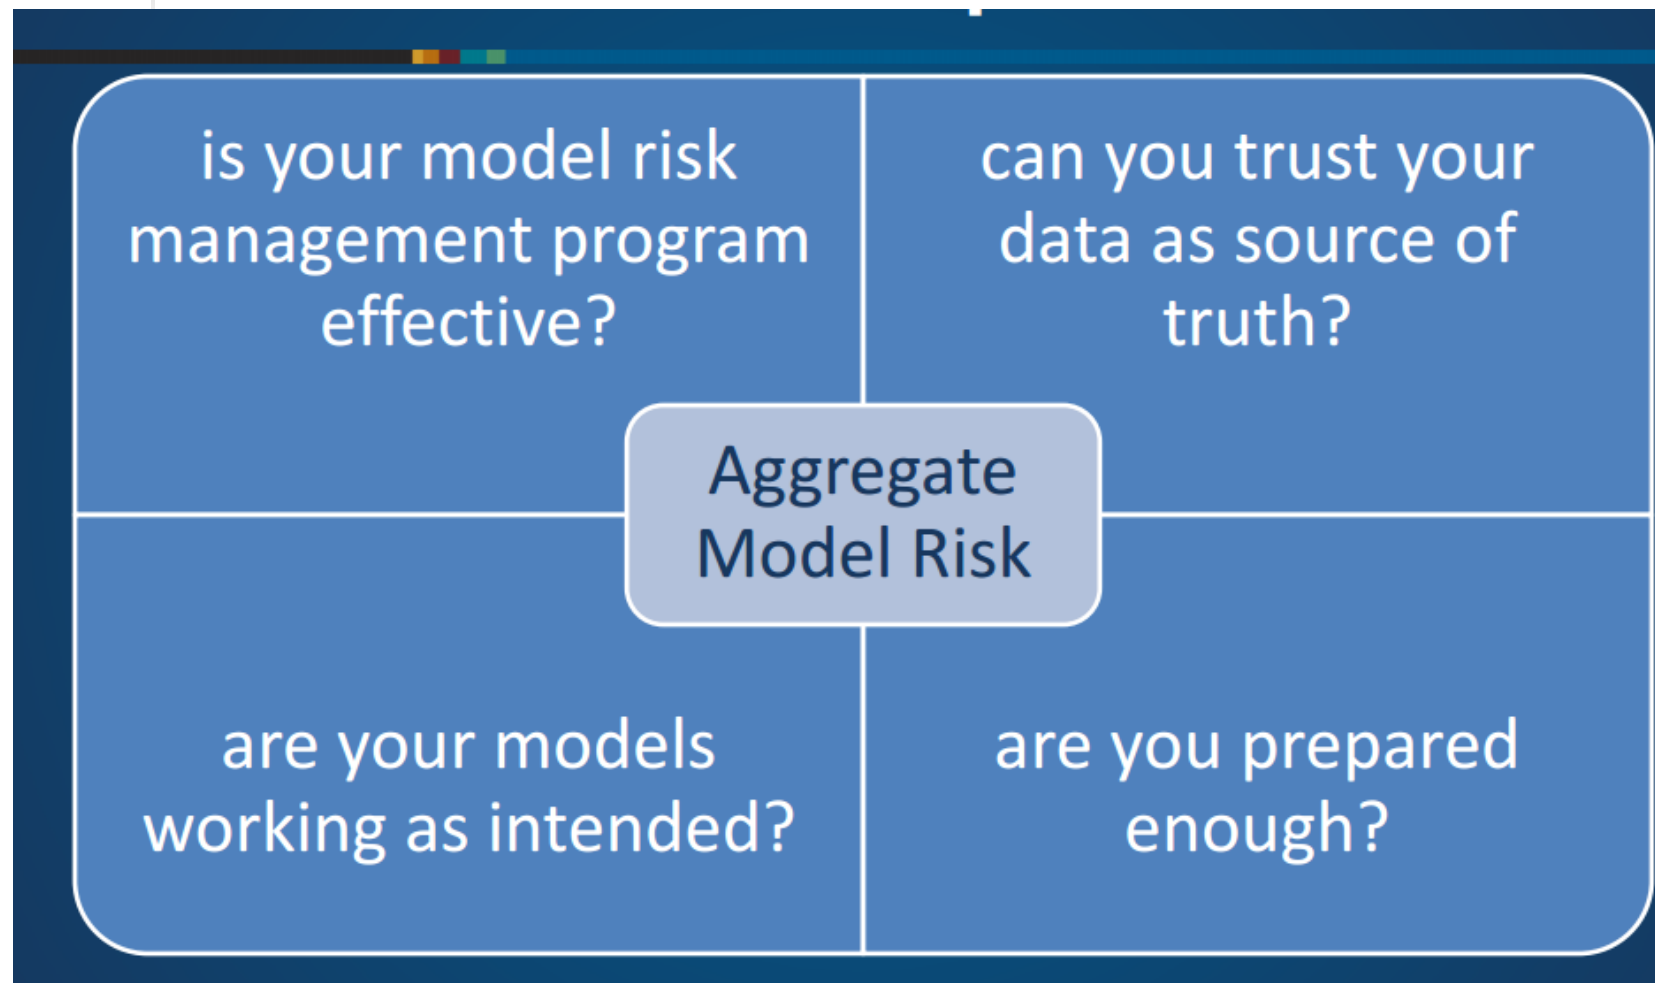 is your model risk
management program
effective?
can you trust your
data as source of
truth?
Aggregate
Model Risk
are your models
working as intended?
are you prepared
enough?